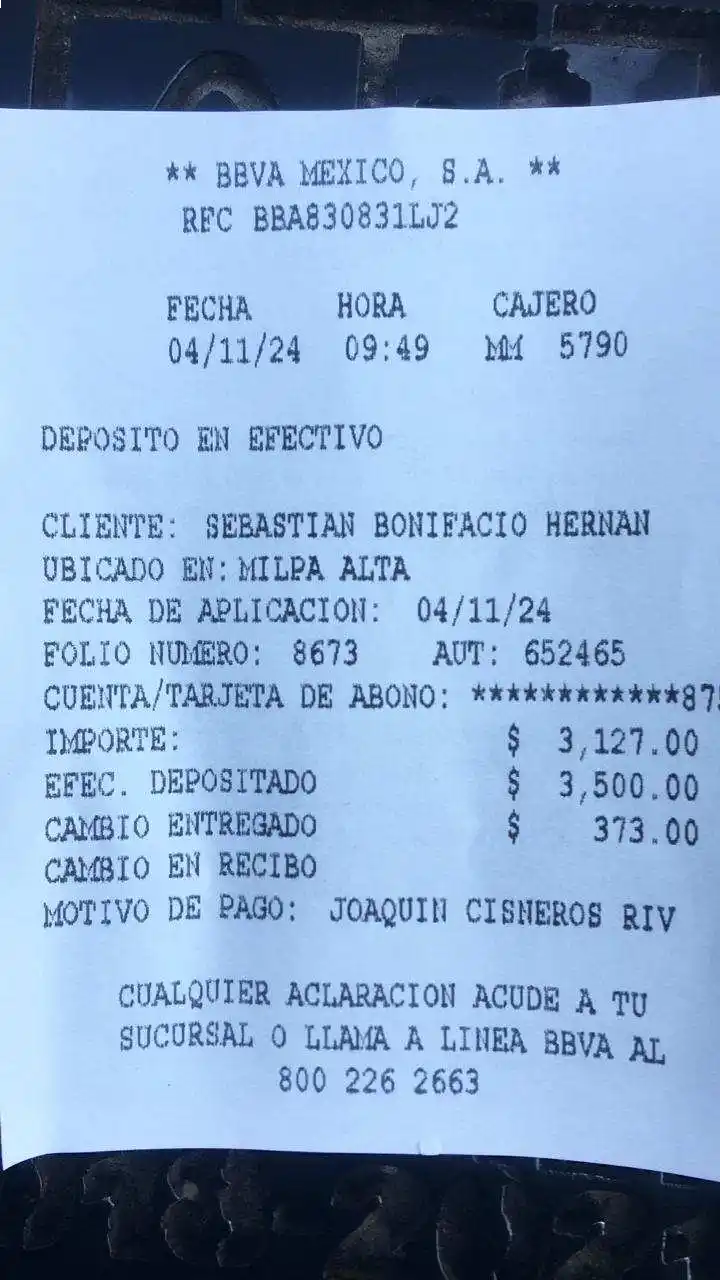 ** BBVA MEXICO, S.A. **
RFC BBA830831LJ2
FECHA HORA CAJERO
04/11/24 09:49 MM 5790
DEPOSITO EN EFECTIVO
CLIENTE: SEBASTIAN BONIFACIO HERNAN
UBICADO EN: MILPA ALTA
FECHA DE APLICACION: 04/11/24
FOLIO NUMERO: 8673 AUT: 652465
CUENTA/TARJETA DE ABONO: ************87
IMPORTE: $ 3,127.00
EFEC. DEPOSITADO $ 3,500.00
CAMBIO ENTREGADO $ 373.00
CAMBIO EN RECIBO
MOTIVO DE PAGO: JOAQUIN CISNEROS RIV
CUALQUIER ACLARACION ACUDE A TU
SUCURSAL O LLAMA A LINEA BBVA AL
800 226 2663